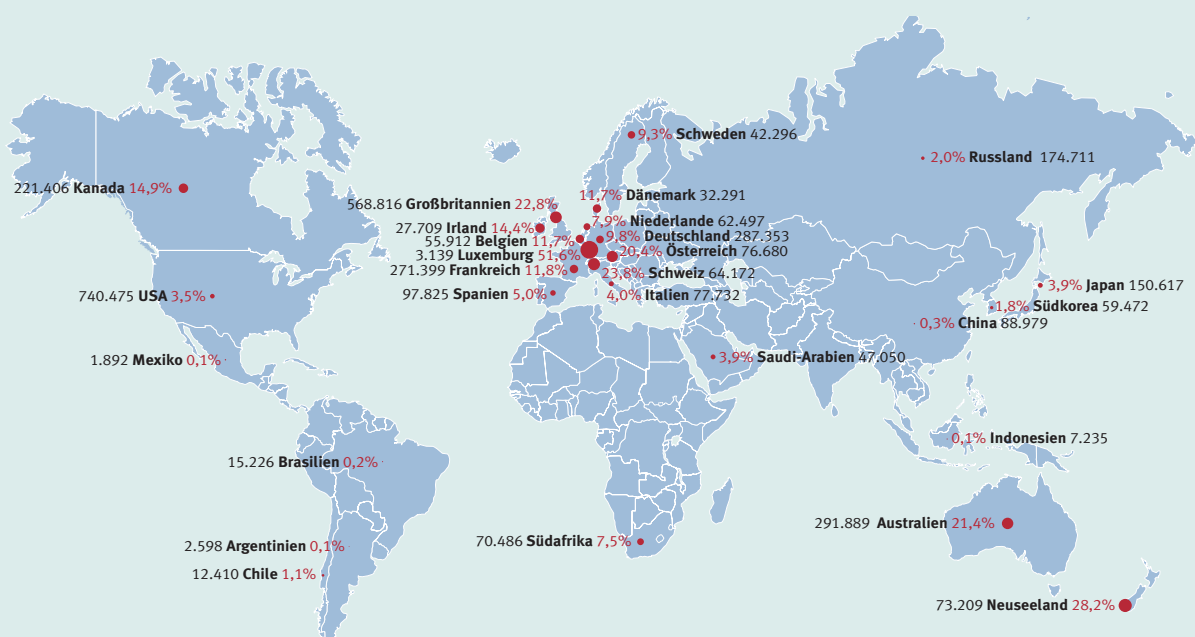 9,3% Schweden 42.296
2,0% Russland 174.711
221.406 Kanada 14,9%
11,7% Dänemark 32.291
568.816 Großbritannien 22,8%
7,9% Niederlande 62.497
27.709 Irland 14,4%
9,8% Deutschland 287.353
55.912 Belgien 11,7%
20,4% Österreich 76.680
3.139 Luxemburg 51,6%
271.399 Frankreich 11,8%
23,8% Schweiz 64.172
740.475 USA 3,5%
97.825 Spanien 5,0%
4,0% Italien 77.732
3,9% Japan 150.617
1,8% Südkorea 59.472
0,3% China 88.979
1.892 Mexiko 0,1%
3,9% Saudi-Arabien 47.050
0,1% Indonesien 7.235
15.226 Brasilien 0,2%
291.889 Australien 21,4%
2.598 Argentinien 0,1%
70.486 Südafrika 7,5%
12.410 Chile 1,1%
73.209 Neuseeland 28,2%